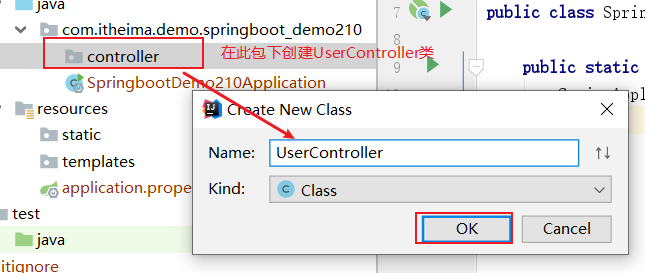 java
com.itheima.demo.springboot_demo210
controller
在此包下创建UserController类
SpringbootDemo210Application
resources
static
templates
application.prope
test
java
itignore
7
public class Spri
9
public static
Create New Class
Name:
UserController
Kind:
Class
OK
Cancel